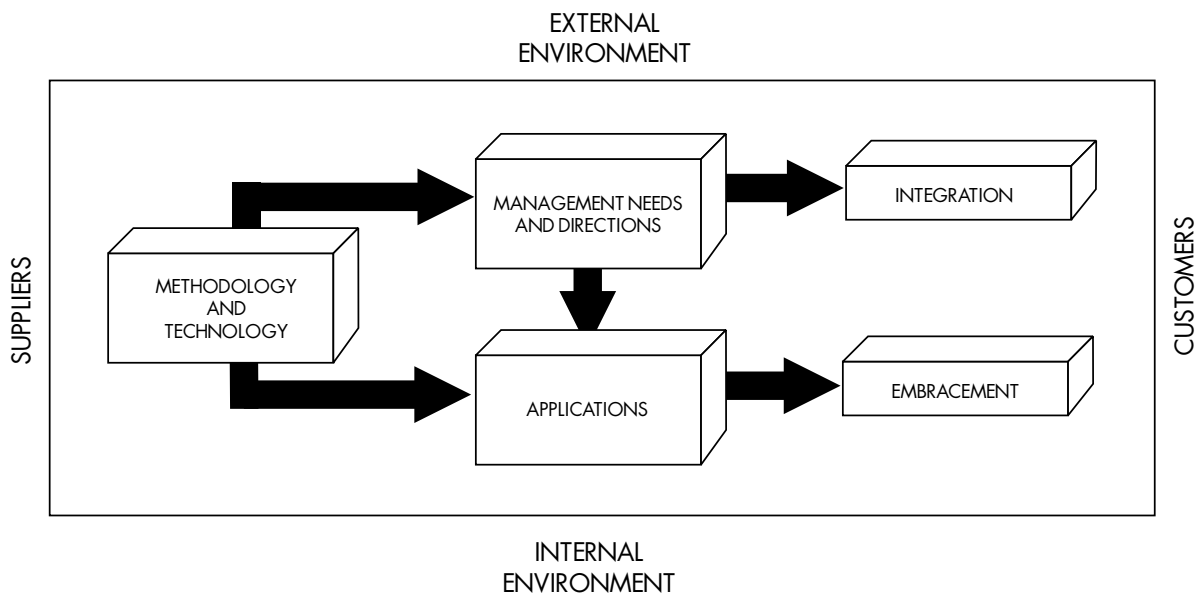 EXTERNAL
ENVIRONMENT
MANAGEMENT NEEDS
AND DIRECTIONS
INTEGRATION
SUPPLIERS
METHODOLOGY
AND
TECHNOLOGY
CUSTOMERS
APPLICATIONS
EMBRACEMENT
INTERNAL
ENVIRONMENT